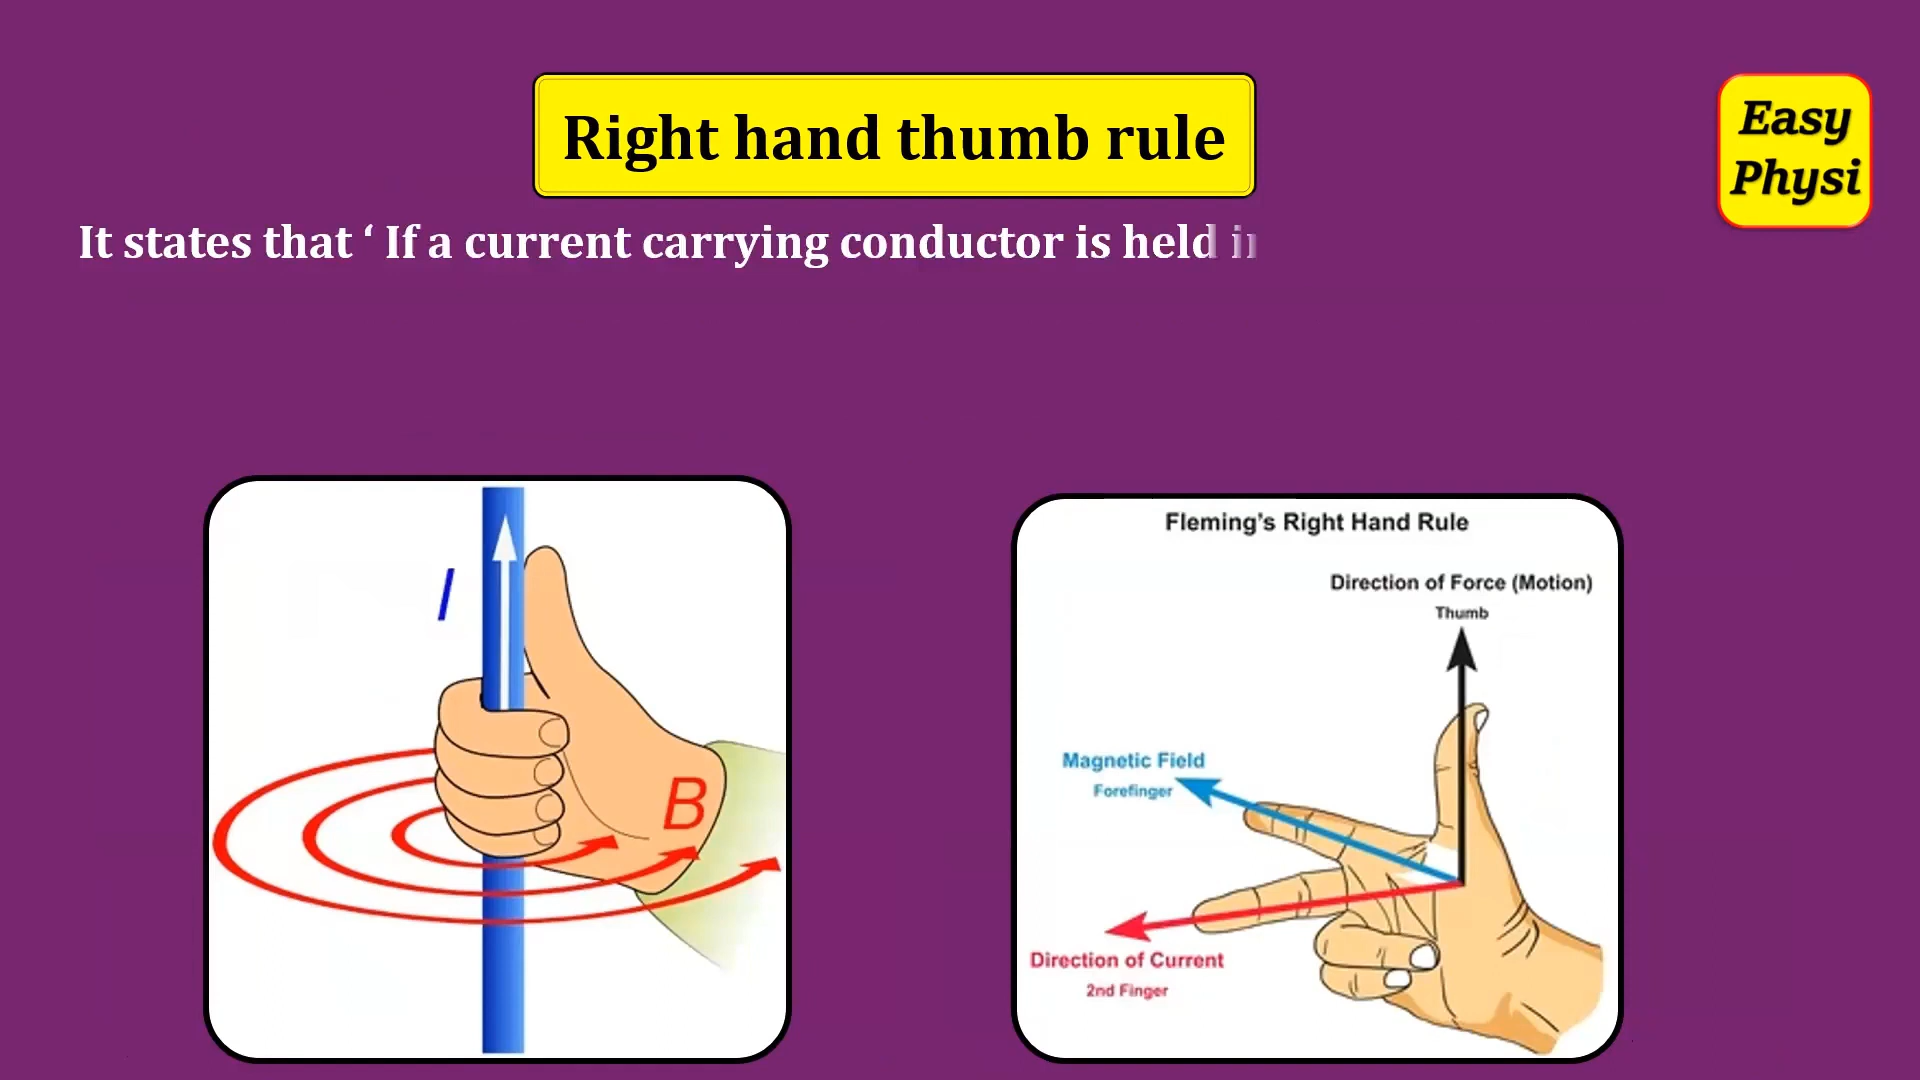 Right hand thumb rule
Easy
Physi
It states that ‘ If a current carrying conductor is held
I
B
Fleming's Right Hand Rule
Direction of Force (Motion)
Thumb
Magnetic Field
Forefinger
Direction of Current
2nd Finger